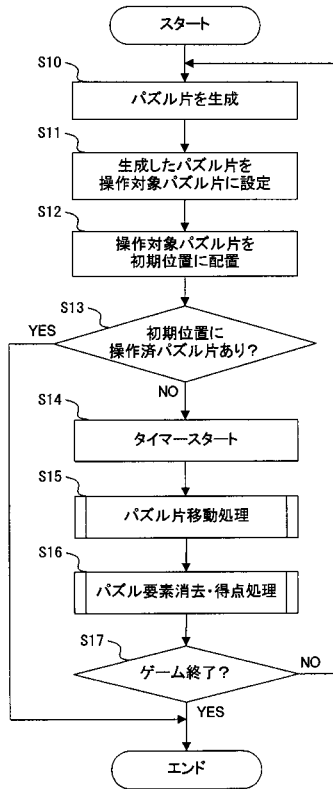 スタート
S10
パズル片を生成
S11
生成したパズル片を
操作対象パズル片に設定
S12
操作対象パズル片を
初期位置に配置
S13
YES
初期位置に
操作済パズル片あり?
NO
S14
タイマースタート
S15
パズル片移動処理
S16
パズル要素消去・得点処理
S17
ゲーム終了?
NO
YES
エンド